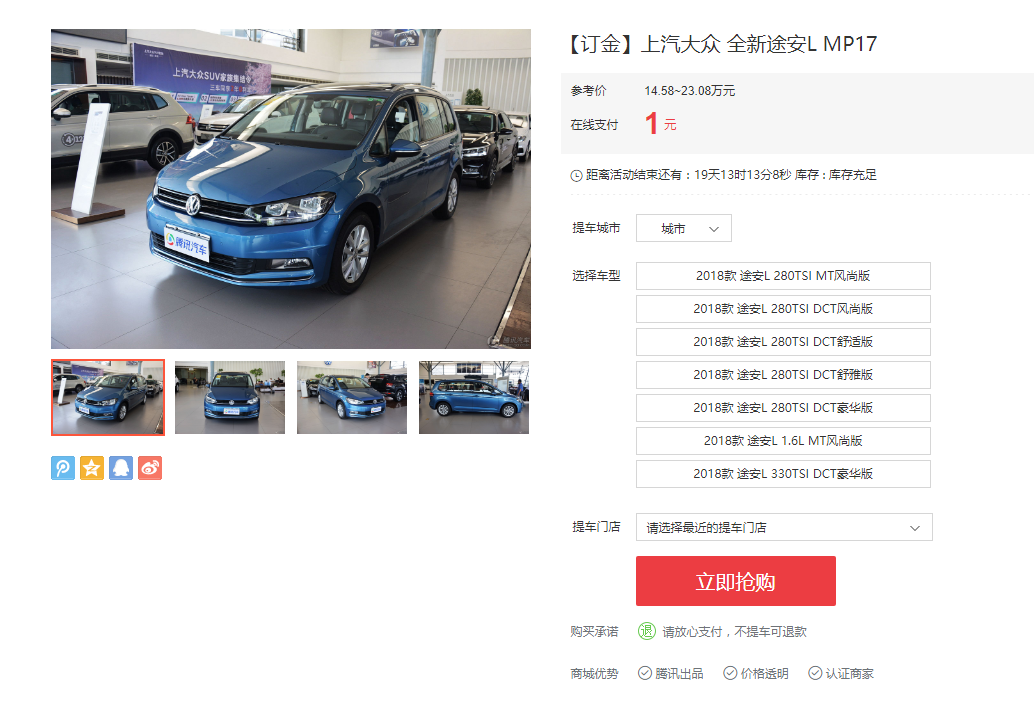 【订金】上汽大众 全新途安L MP17
参考价 14.58~23.08万元
在线支付 1 元
距离活动结束还有：19天13时13分8秒 库存：库存充足
提车城市 城市
选择车型 2018款 途安L 280TSI MT风尚版
2018款 途安L 280TSI DCT风尚版
2018款 途安L 280TSI DCT舒适版
2018款 途安L 280TSI DCT舒雅版
2018款 途安L 280TSI DCT豪华版
2018款 途安L 1.6L MT风尚版
2018款 途安L 330TSI DCT豪华版
提车门店 请选择最近的提车门店
立即抢购
购买承诺 退 请放心支付，不提车可退款
商城优势 腾讯出品 价格透明 认证商家
上汽大众SUV家族集结令
腾讯汽车
腾讯汽车